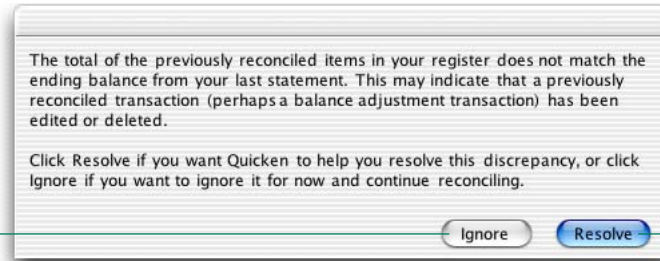 The total of the previously reconciled items in your register does not match the
ending balance from your last statement. This may indicate that a previously
reconciled transaction (perhaps a balance adjustment transaction) has been
edited or deleted.
Click Resolve if you want Quicken to help you resolve this discrepancy, or click
Ignore if you want to ignore it for now and continue reconciling.
Ignore Resolve